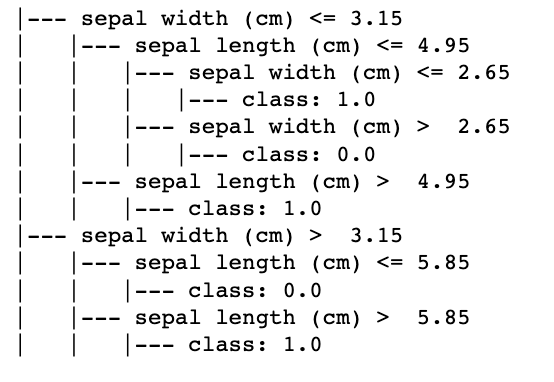 |--- sepal width (cm) <= 3.15
|   |--- sepal length (cm) <= 4.95
|   |   |--- sepal width (cm) <= 2.65
|   |   |   |--- class: 1.0
|   |   |--- sepal width (cm) >  2.65
|   |   |   |--- class: 0.0
|   |--- sepal length (cm) >  4.95
|   |   |--- class: 1.0
|--- sepal width (cm) >  3.15
|   |--- sepal length (cm) <= 5.85
|   |   |--- class: 0.0
|   |--- sepal length (cm) >  5.85
|   |   |--- class: 1.0